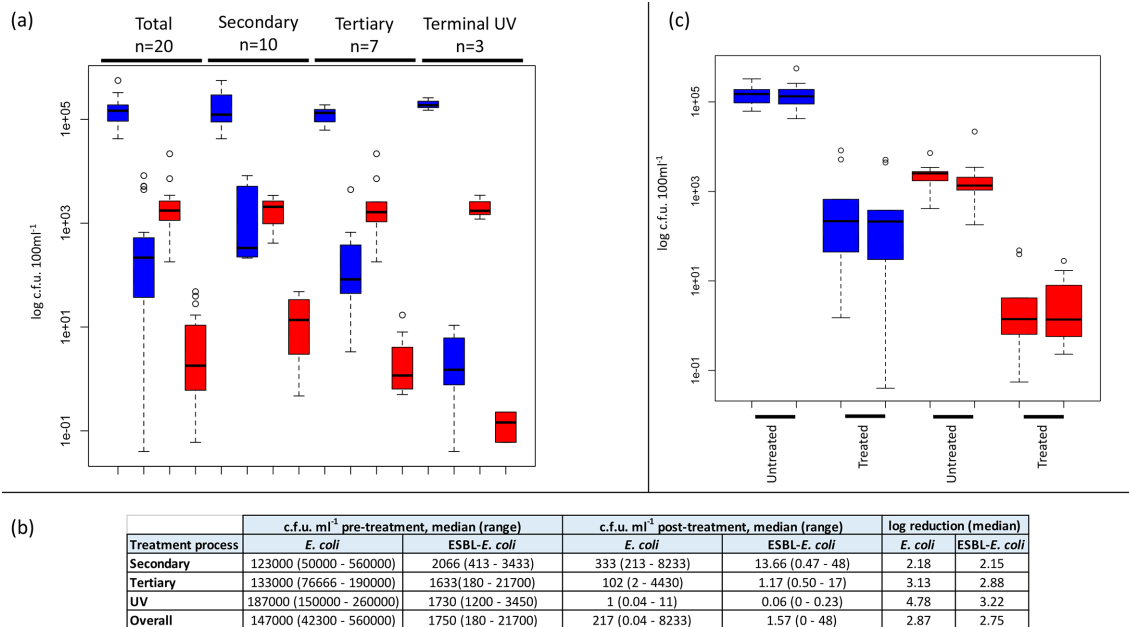 (a)
Total Secondary Tertiary Terminal UV
n=20 n=10 n=7 n=3
log c.f.u. 100ml-1
1e+05
1e+03
1e+01
1e-01
(c)
log c.f.u. 100ml-1
1e+05
1e+03
1e+01
1e-01
Untreated Treated Untreated Treated
(b)
c.f.u. ml-1 pre-treatment, median (range) c.f.u. ml-1 post-treatment, median (range) log reduction (median)
Treatment process E. coli ESBL-E. coli E. coli ESBL-E. coli E. coli ESBL-E. coli
Secondary 123000 (50000 - 560000) 2066 (413 - 3433) 333 (213 - 8233) 13.66 (0.47 - 48) 2.18 2.15
Tertiary 133000 (76666 - 190000) 1633(180 - 21700) 102 (2 - 4430) 1.17 (0.50 - 17) 3.13 2.88
UV 187000 (150000 - 260000) 1730 (1200 - 3450) 1 (0.04 - 11) 0.06 (0 - 0.23) 4.78 3.22
Overall 147000 (42300 - 560000) 1750 (180 - 21700) 217 (0.04 - 8233) 1.57 (0 - 48) 2.87 2.75